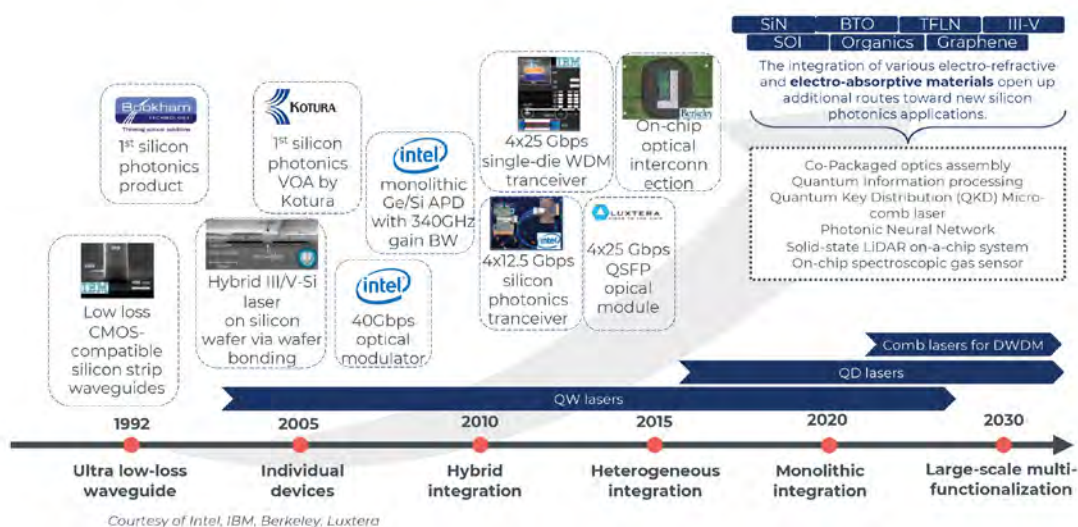 SiN BTO TFLN III-V
SOI Organics Graphene
The integration of various electro-refractive
and electro-absorptive materials open up
additional routes toward new silicon
photonics applications.
Co-Packaged optics assembly
Quantum Information processing
Quantum Key Distribution (QKD) Micro-
comb laser
Photonic Neural Network
Solid-state LiDAR on-a-chip system
On-chip spectroscopic gas sensor
Bookham
TECHNOLOGY
1st silicon
photonics
product
KOTURA
1st silicon
photonics
VOA by
Kotura
intel
monolithic
Ge/Si APD
with 340GHz
gain BW
IBM
4x25 Gbps
single-die WDM
tranceiver
Berkeley
On-chip
optical
interconn
ection
IBM
Low loss
CMOS-
compatible
silicon strip
waveguides
Hybrid III/V-Si
laser
on silicon
wafer via wafer
bonding
intel
40Gbps
optical
modulator
intel
4x12.5 Gbps
silicon
photonics
tranceiver
LUXTERA
4x25 Gbps
QSFP
opical
module
Comb lasers for DWDM
QD lasers
QW lasers
1992 2005 2010 2015 2020 2030
Ultra low-loss
waveguide
Individual
devices
Hybrid
integration
Heterogeneous
integration
Monolithic
integration
Large-scale multi-
functionalization
Courtesy of Intel, IBM, Berkeley, Luxtera